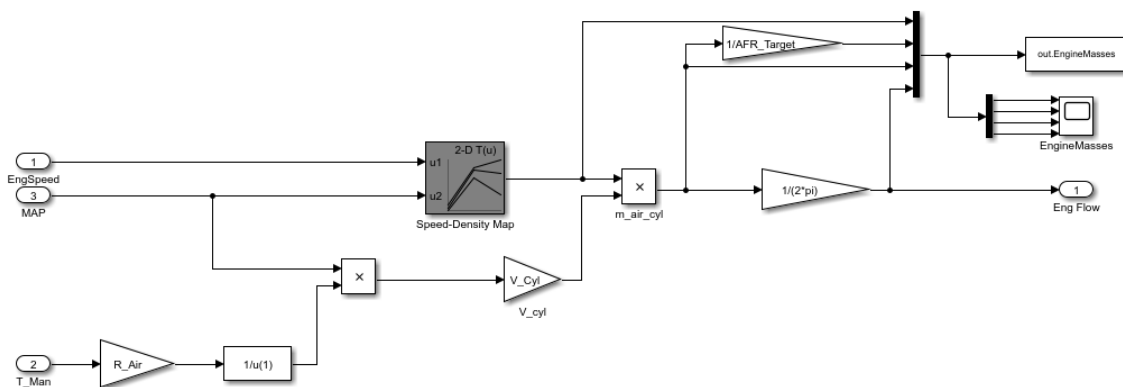 1/AFR_Target
out.EngineMasses
EngineMasses
2-D T(u)
u1
u2
Speed-Density Map
1
EngSpeed
3
MAP
×
m_air_cyl
1/(2*pi)
1
Eng Flow
×
V_Cyl
V_cyl
2
T_Man
R_Air
1/u(1)